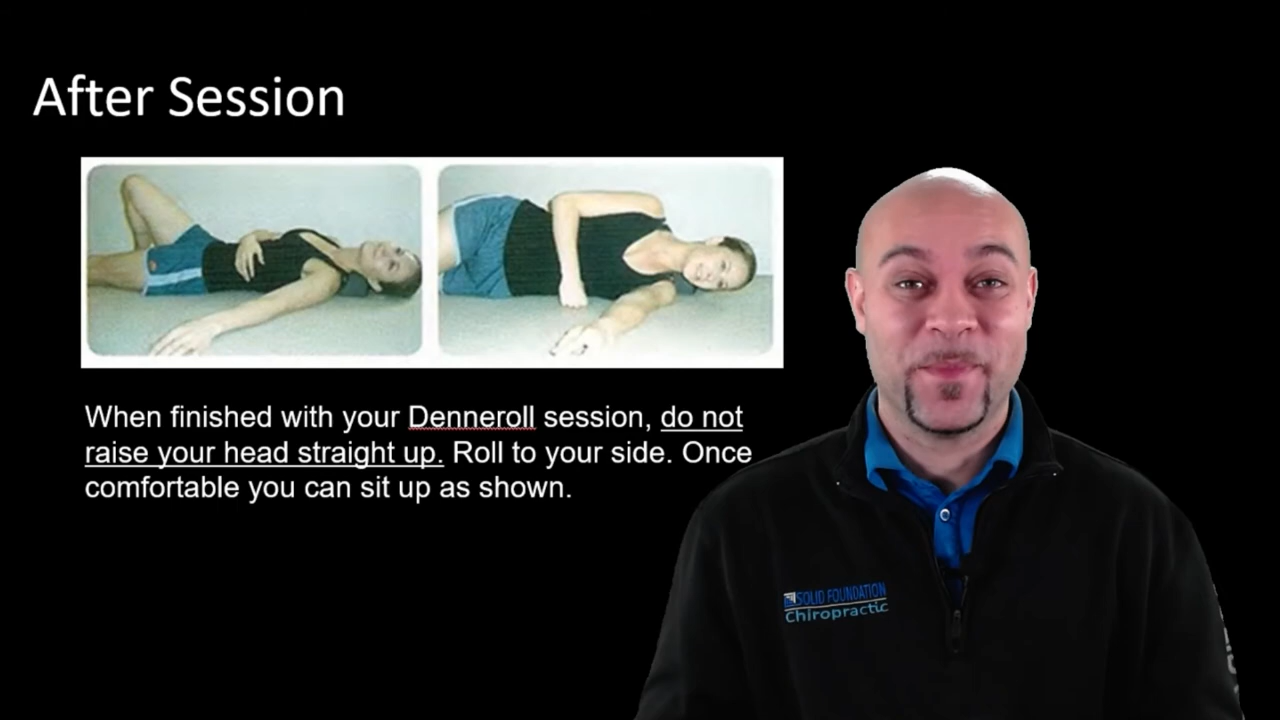 After Session
When finished with your Denneroll session, do not
raise your head straight up. Roll to your side. Once
comfortable you can sit up as shown.
SOLID FOUNDATION
Chiropractic